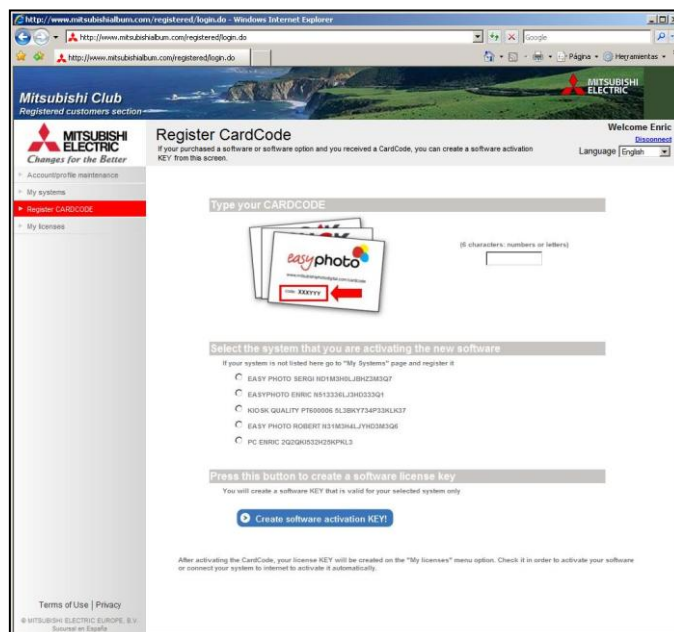 http://www.mitsubishialbum.com/registered/login.do - Windows Internet Explorer
http://www.mitsubishialbum.com/registered/login.do
Google
http://www.mitsubishialbum.com/registered/login.do
Página
Herramientas
Mitsubishi Club
Registered customers section
MITSUBISHI
ELECTRIC
MITSUBISHI
ELECTRIC
Changes for the Better
Register CardCode
If your purchased a software or software option and you received a CardCode, you can create a software activation
KEY from this screen.
Welcome Enric
Disconnect
Language English
Account/profile maintenance
My systems
Register CARDCODE
My licenses
Type your CARDCODE
easyphoto
CODE XXXYYY
(6 characters: numbers or letters)
Select the system that you are activating the new software
If your system is not listed here go to "My Systems" page and register it
EASY PHOTO SERGI
EASYPHOTO ENRIC
KIOSK QUALITY PT600006 5L3BKY734P33KLK37
EASY PHOTO ROBERT
PC ENRIC
Press this button to create a software license key
You will create a software KEY that is valid for your selected system only
Create software activation KEY!
After activating the CardCode, your license KEY will be created on the "My licenses" menu option. Check it in order to activate your software
or connect your system to internet to activate it automatically.
Terms of Use | Privacy
© MITSUBISHI ELECTRIC EUROPE, B.V.
Sucursal en España